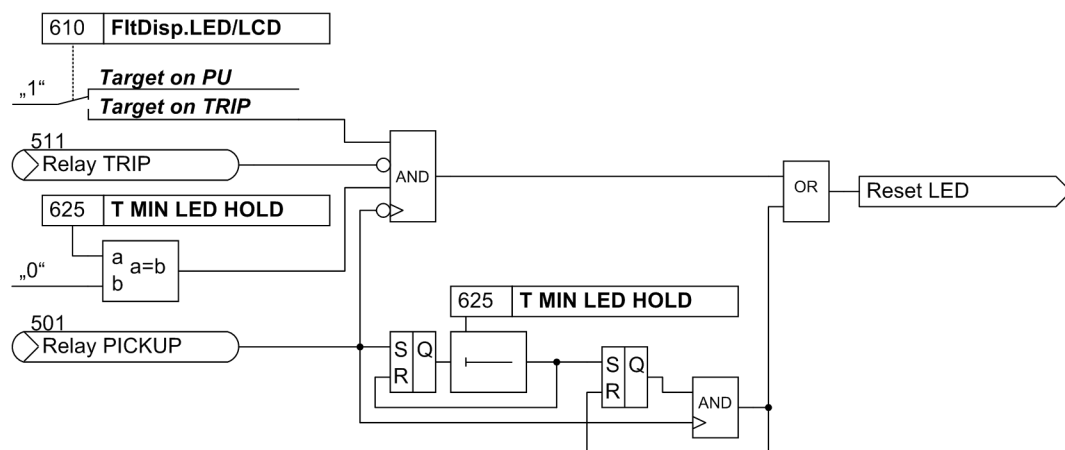 610 FltDisp.LED/LCD
„1“
Target on PU
Target on TRIP
511
Relay TRIP
AND
OR
Reset LED
625 T MIN LED HOLD
„0“
a
b
a=b
625 T MIN LED HOLD
501
Relay PICKUP
S Q
R
S Q
R
AND